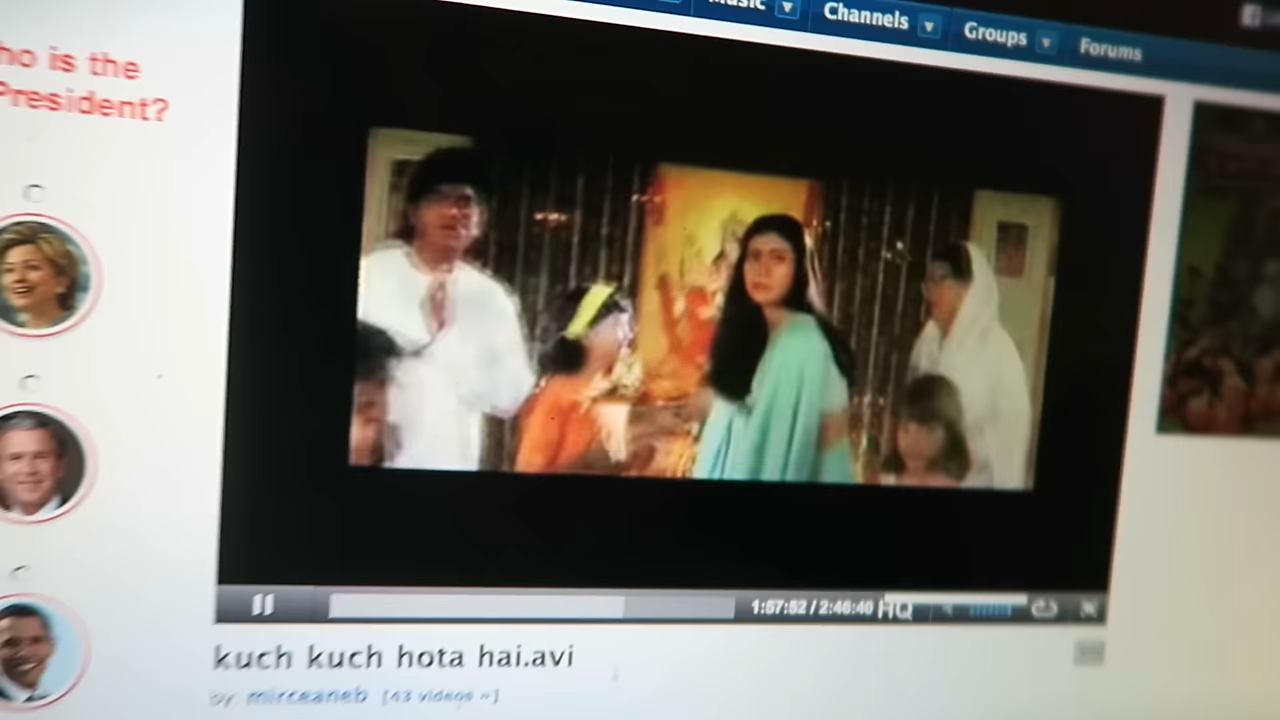 Music
Channels
Groups
Forums
ho is the
President?
1:57:52 / 2:46:40 HQ
kuch kuch hota hai.avi
by mirceaneb [43 videos »]